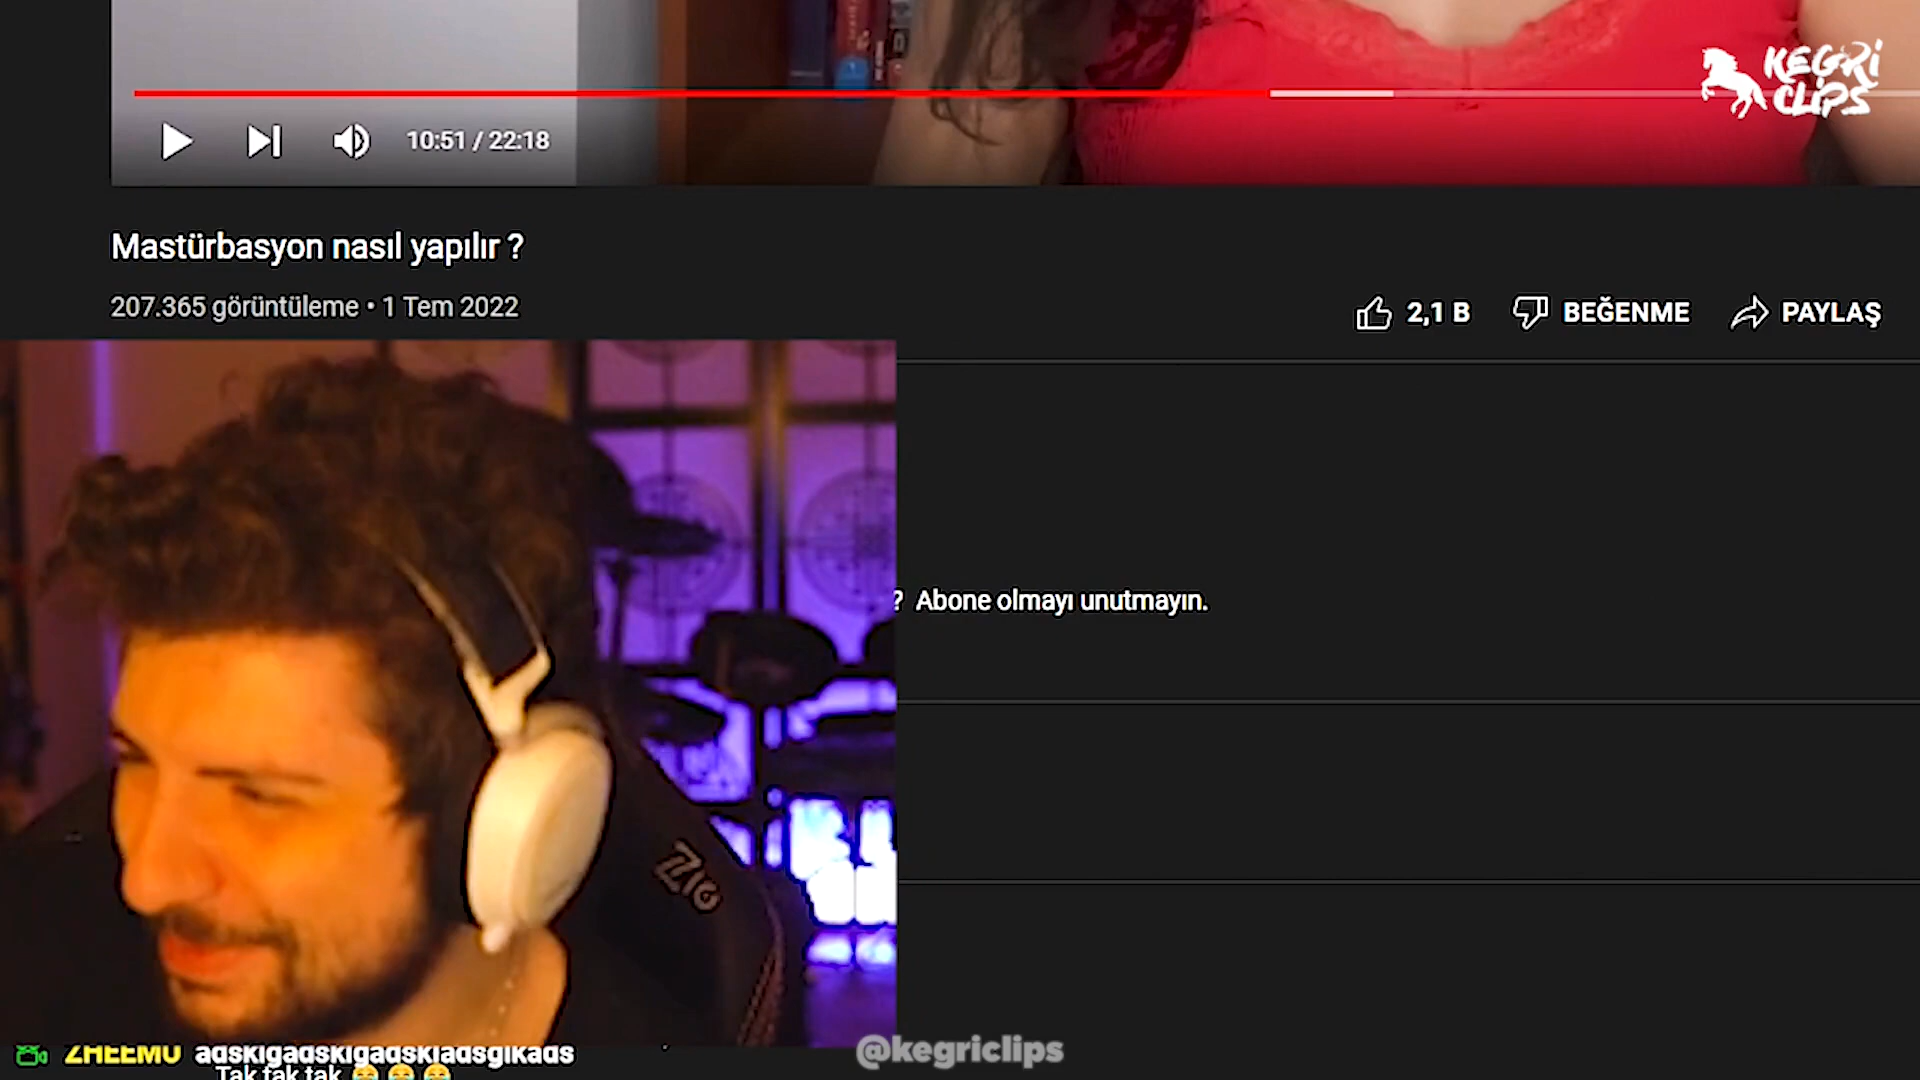 KEGRİ
CLIPS
10:51 / 22:18
Mastürbasyon nasıl yapılır ?
207.365 görüntüleme • 1 Tem 2022
2,1 B BEĞENME PAYLAŞ
? Abone olmayı unutmayın.
ZIG
@kegriclips
ZHEEMO adskigadskigadskiadsgikads
Tak tak tak 😂 😂 😂